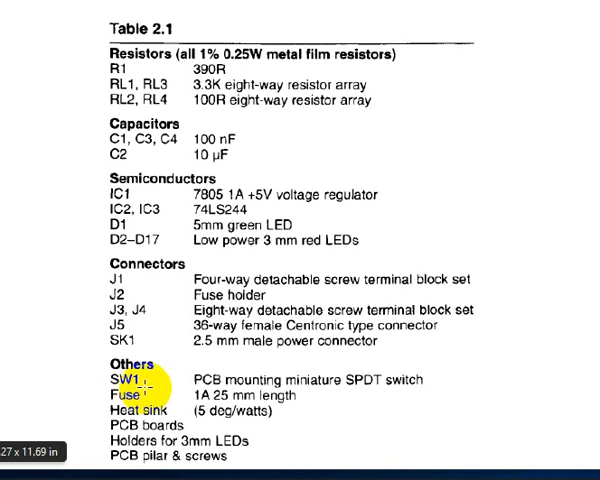 Table 2.1
Resistors (all 1% 0.25W metal film resistors)
R1 390R
RL1, RL3 3.3K eight-way resistor array
RL2, RL4 100R eight-way resistor array
Capacitors
C1, C3, C4 100 nF
C2 10 µF
Semiconductors
IC1 7805 1A +5V voltage regulator
IC2, IC3 74LS244
D1 5mm green LED
D2–D17 Low power 3 mm red LEDs
Connectors
J1 Four-way detachable screw terminal block set
J2 Fuse holder
J3, J4 Eight-way detachable screw terminal block set
J5 36-way female Centronic type connector
SK1 2.5 mm male power connector
Others
SW1 PCB mounting miniature SPDT switch
Fuse 1A 25 mm length
Heat sink (5 deg/watts)
PCB boards
Holders for 3mm LEDs
PCB pilar & screws
.27 x 11.69 in